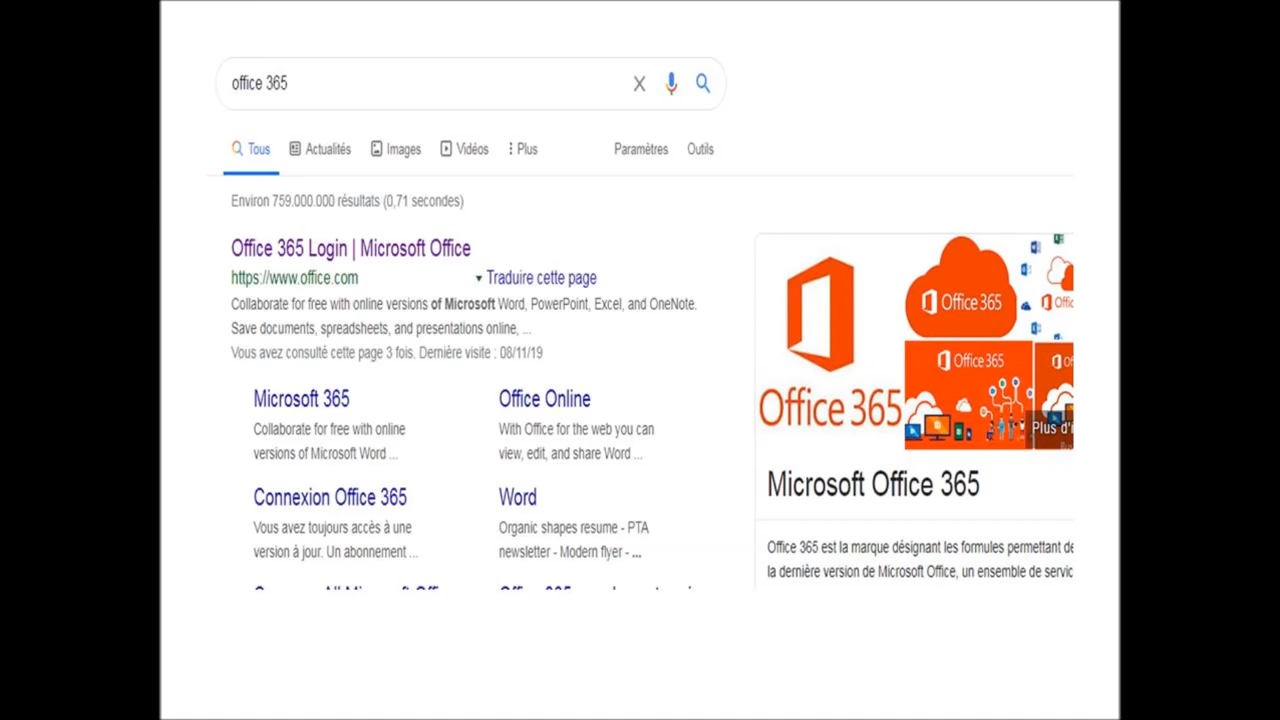 office 365
Tous Actualités Images Vidéos Plus Paramètres Outils
Environ 759.000.000 résultats (0,71 secondes)
Office 365 Login | Microsoft Office
https://www.office.com Traduire cette page
Collaborate for free with online versions of Microsoft Word, PowerPoint, Excel, and OneNote.
Save documents, spreadsheets, and presentations online, ...
Vous avez consulté cette page 3 fois. Dernière visite : 08/11/19
Microsoft 365
Collaborate for free with online
versions of Microsoft Word ...
Office Online
With Office for the web you can
view, edit, and share Word ...
Connexion Office 365
Vous avez toujours accès à une
version à jour. Un abonnement ...
Word
Organic shapes resume - PTA
newsletter - Modern flyer - ...
Office 365
Office 365
Office 365
Plus d'i
Microsoft Office 365
Office 365 est la marque désignant les formules permettant de
la dernière version de Microsoft Office, un ensemble de servic